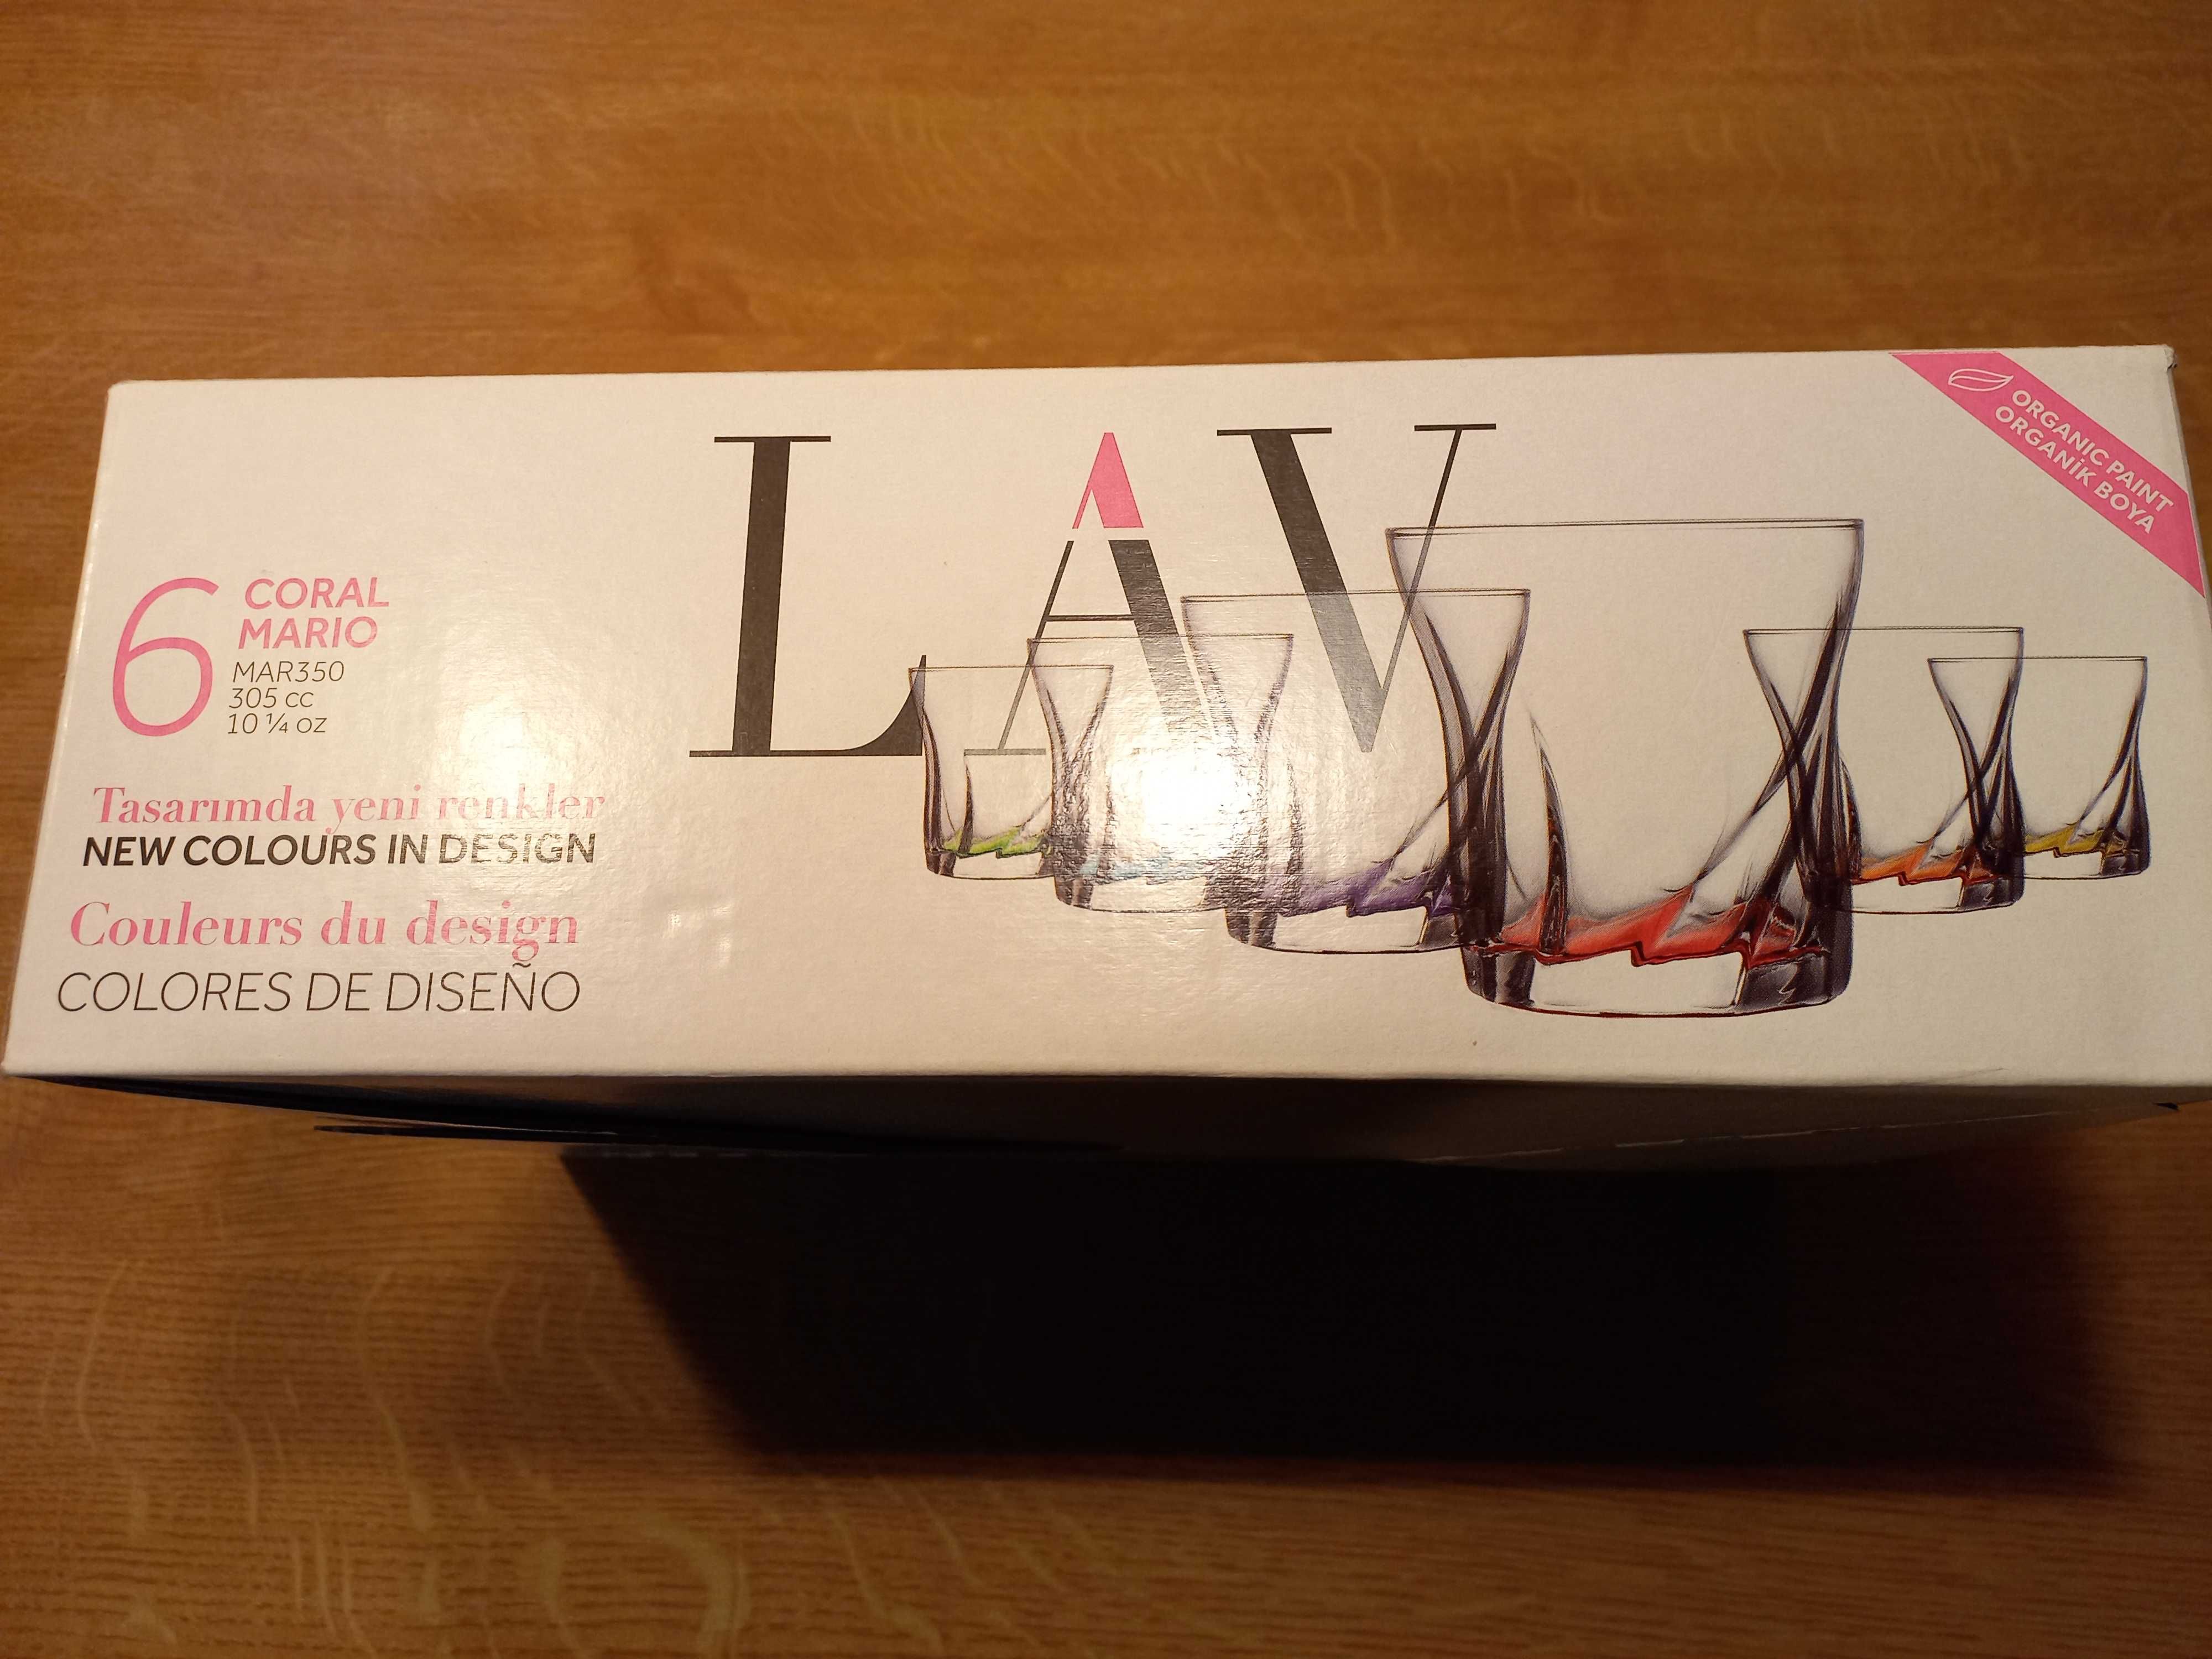 LAV
ORGANIC PAINT
ORGANİK BOYA
6
CORAL
MARIO
MAR350
305 cc
10 ¼ oz
Tasarımda yeni renkler
NEW COLOURS IN DESIGN
Couleurs du design
COLORES DE DISEÑO